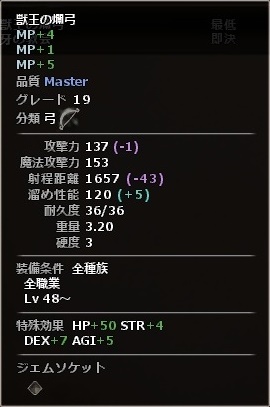 獣王の爛弓
MP+4
MP+1
MP+5
品質 Master
グレード 19
分類 弓
攻撃力 137 (-1)
魔法攻撃力 153
射程距離 1657 (-43)
溜め性能 120 (+5)
耐久度 36/36
重量 3.20
硬度 3
装備条件 全種族
全職業
Lv 48〜
特殊効果 HP+50 STR+4
DEX+7 AGI+5
ジェムソケット
最低
即決